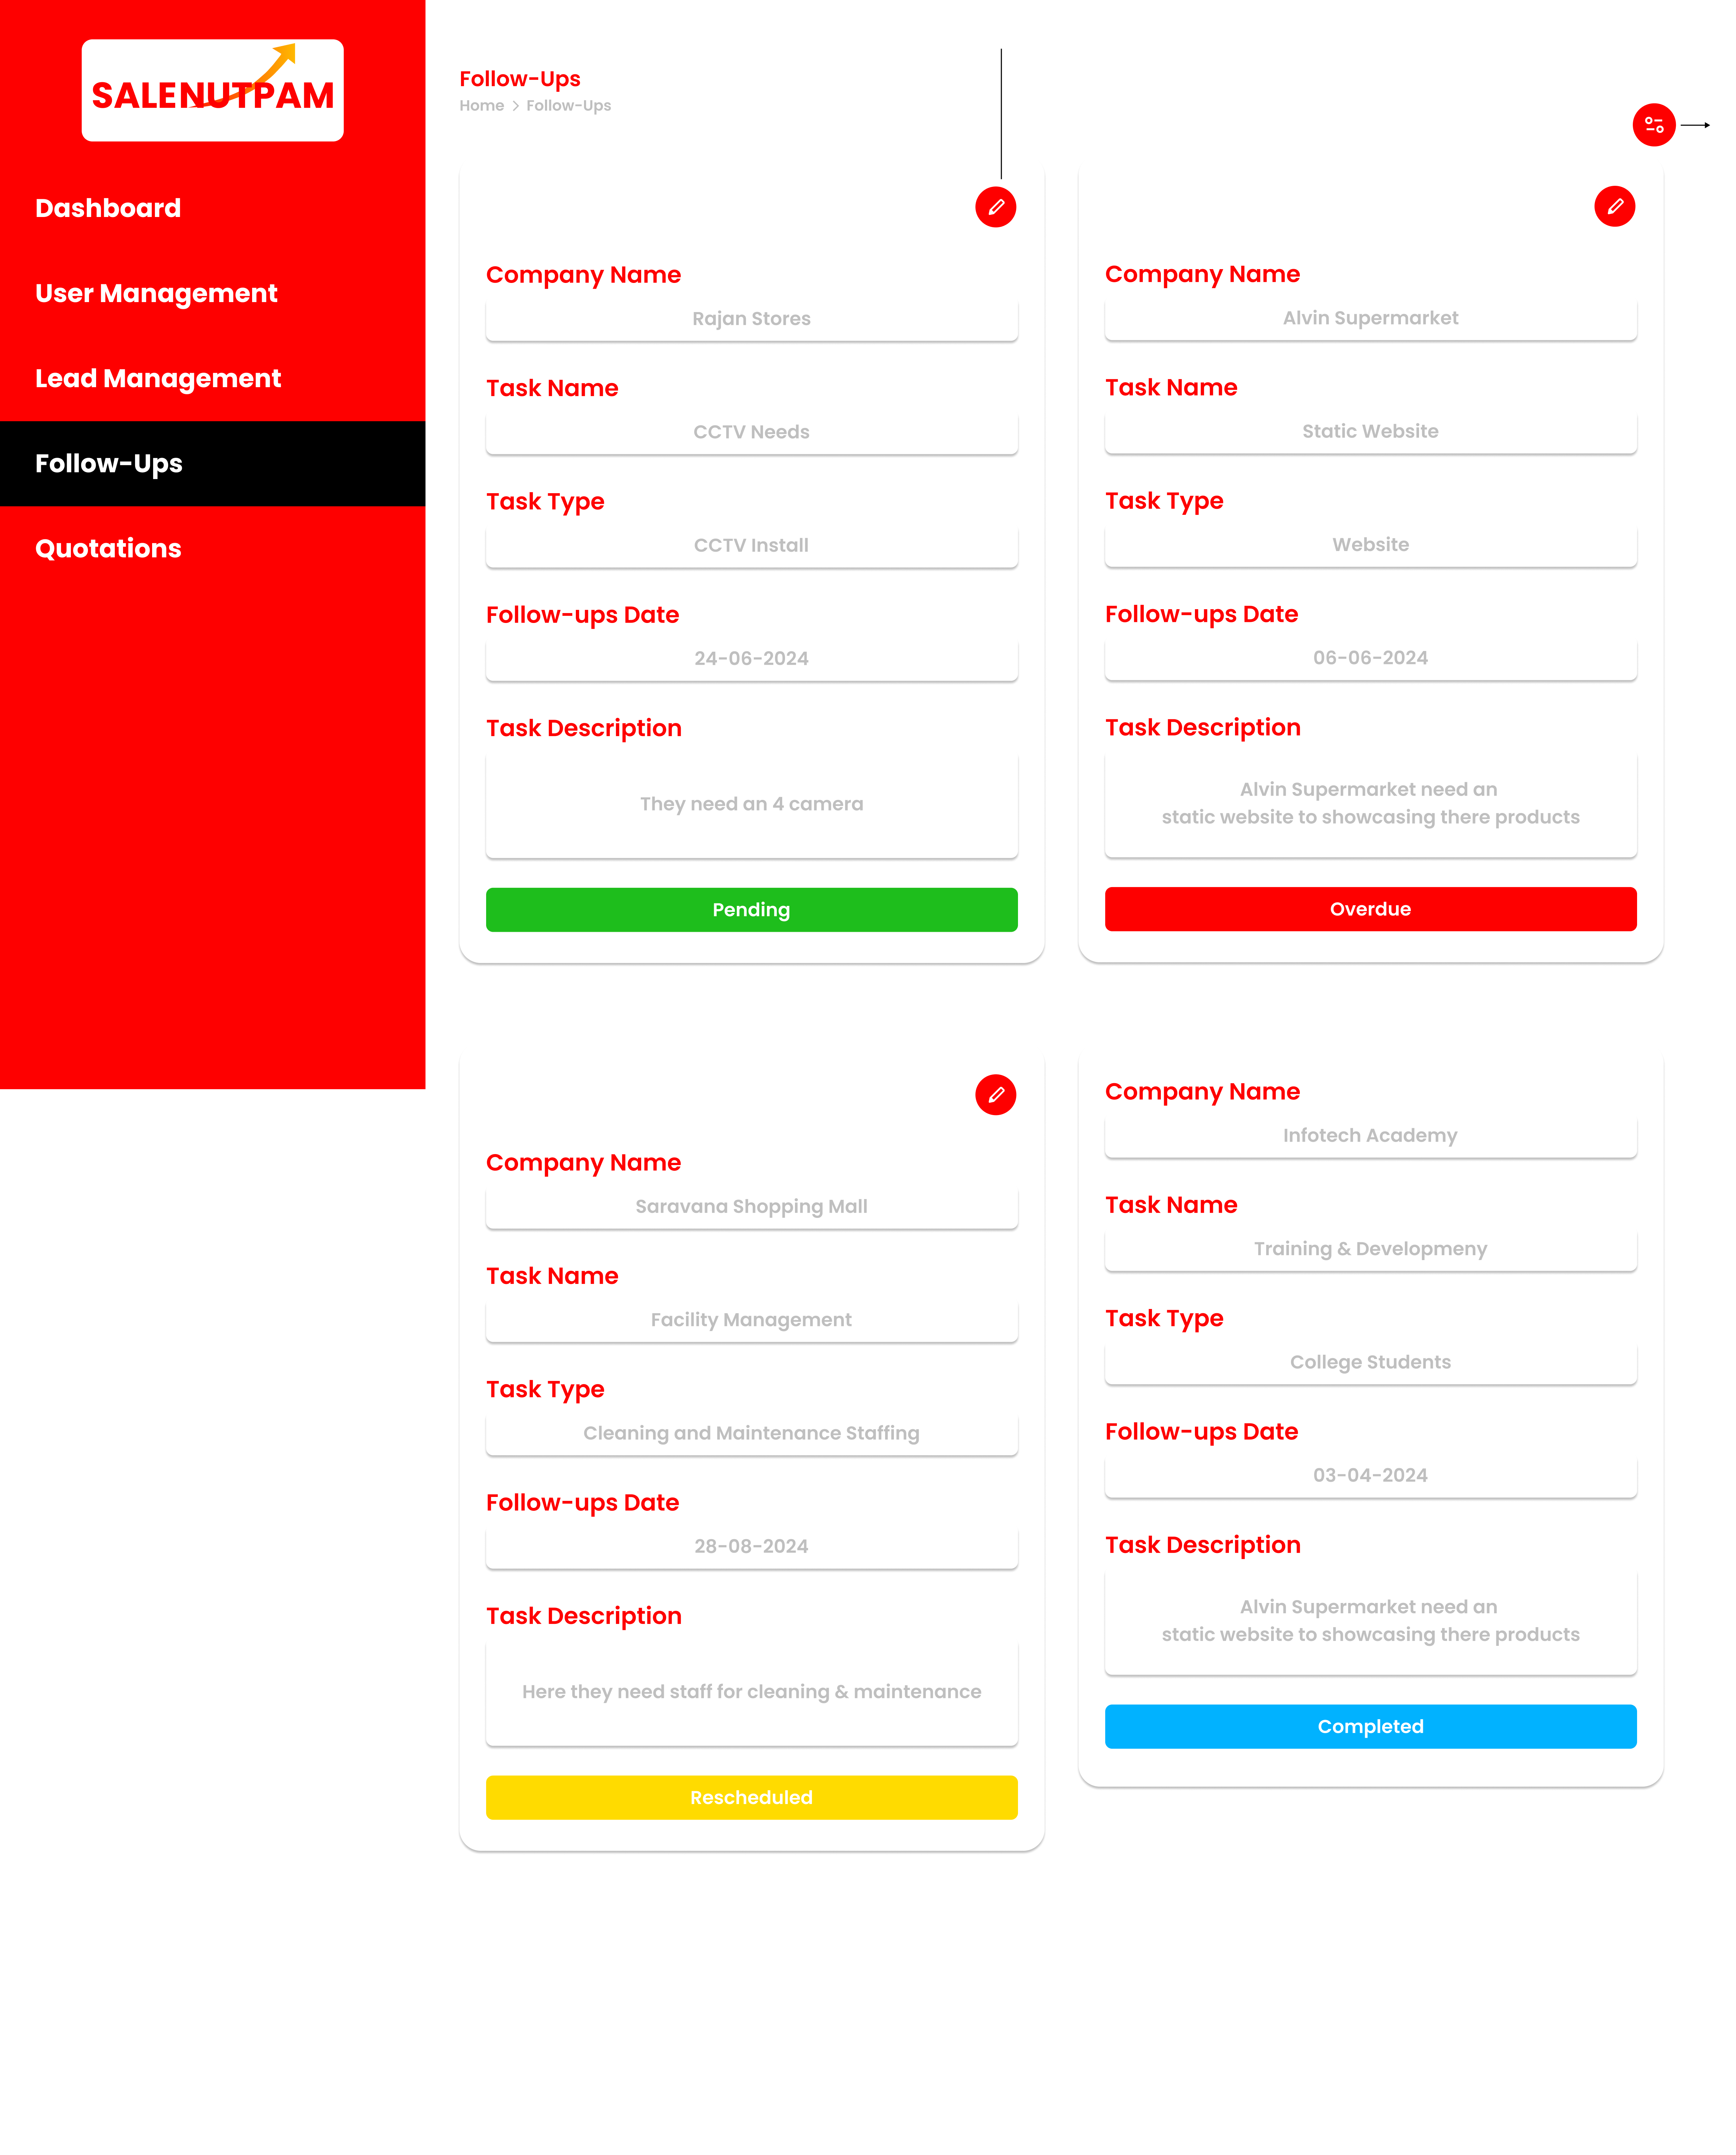 SALENUTPAM
Dashboard
User Management
Lead Management
Follow-Ups
Quotations
Follow-Ups
Home > Follow-Ups
Company Name
Rajan Stores
Task Name
CCTV Needs
Task Type
CCTV Install
Follow-ups Date
24-06-2024
Task Description
They need an 4 camera
Pending
Company Name
Alvin Supermarket
Task Name
Static Website
Task Type
Website
Follow-ups Date
06-06-2024
Task Description
Alvin Supermarket need an
static website to showcasing there products
Overdue
Company Name
Saravana Shopping Mall
Task Name
Facility Management
Task Type
Cleaning and Maintenance Staffing
Follow-ups Date
28-08-2024
Task Description
Here they need staff for cleaning & maintenance
Rescheduled
Company Name
Infotech Academy
Task Name
Training & Developmeny
Task Type
College Students
Follow-ups Date
03-04-2024
Task Description
Alvin Supermarket need an
static website to showcasing there products
Completed